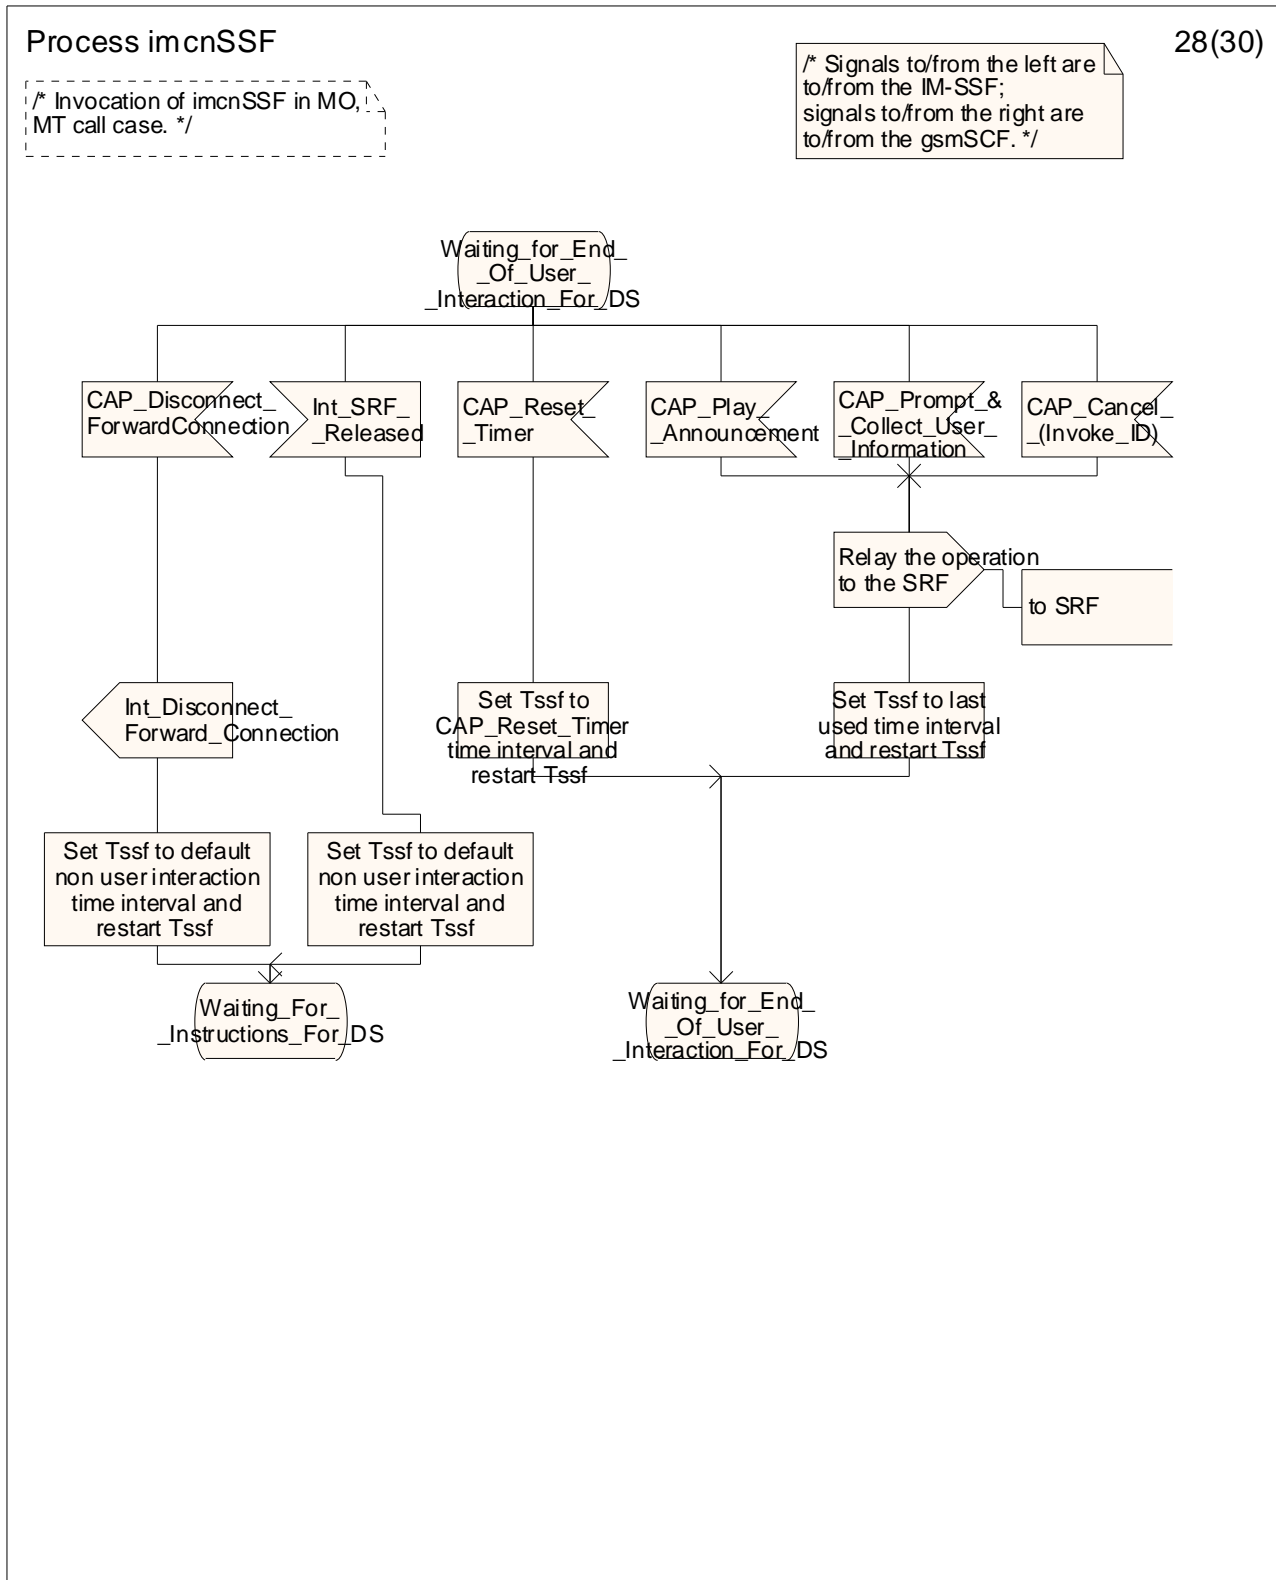 Process imcnSSF
28(30)
/* Invocation of imcnSSF in MO,
MT call case. */
/* Signals to/from the left are
to/from the IM-SSF;
signals to/from the right are
to/from the gsmSCF. */
Waiting_for_End_
_Of_User_
_Interaction_For_DS
CAP_Disconnect_
ForwardConnection
Int_SRF_
_Released
CAP_Reset_
_Timer
CAP_Play_
_Announcement
CAP_Prompt_&
_Collect_User_
_Information
CAP_Cancel_
_(Invoke_ID)
Relay the operation
to the SRF
to SRF
Int_Disconnect_
Forward_Connection
Set Tssf to
CAP_Reset_Timer
time interval and
restart Tssf
Set Tssf to last
used time interval
and restart Tssf
Set Tssf to default
non user interaction
time interval and
restart Tssf
Set Tssf to default
non user interaction
time interval and
restart Tssf
Waiting_For_
_Instructions_For_DS
Waiting_for_End_
_Of_User_
_Interaction_For_DS